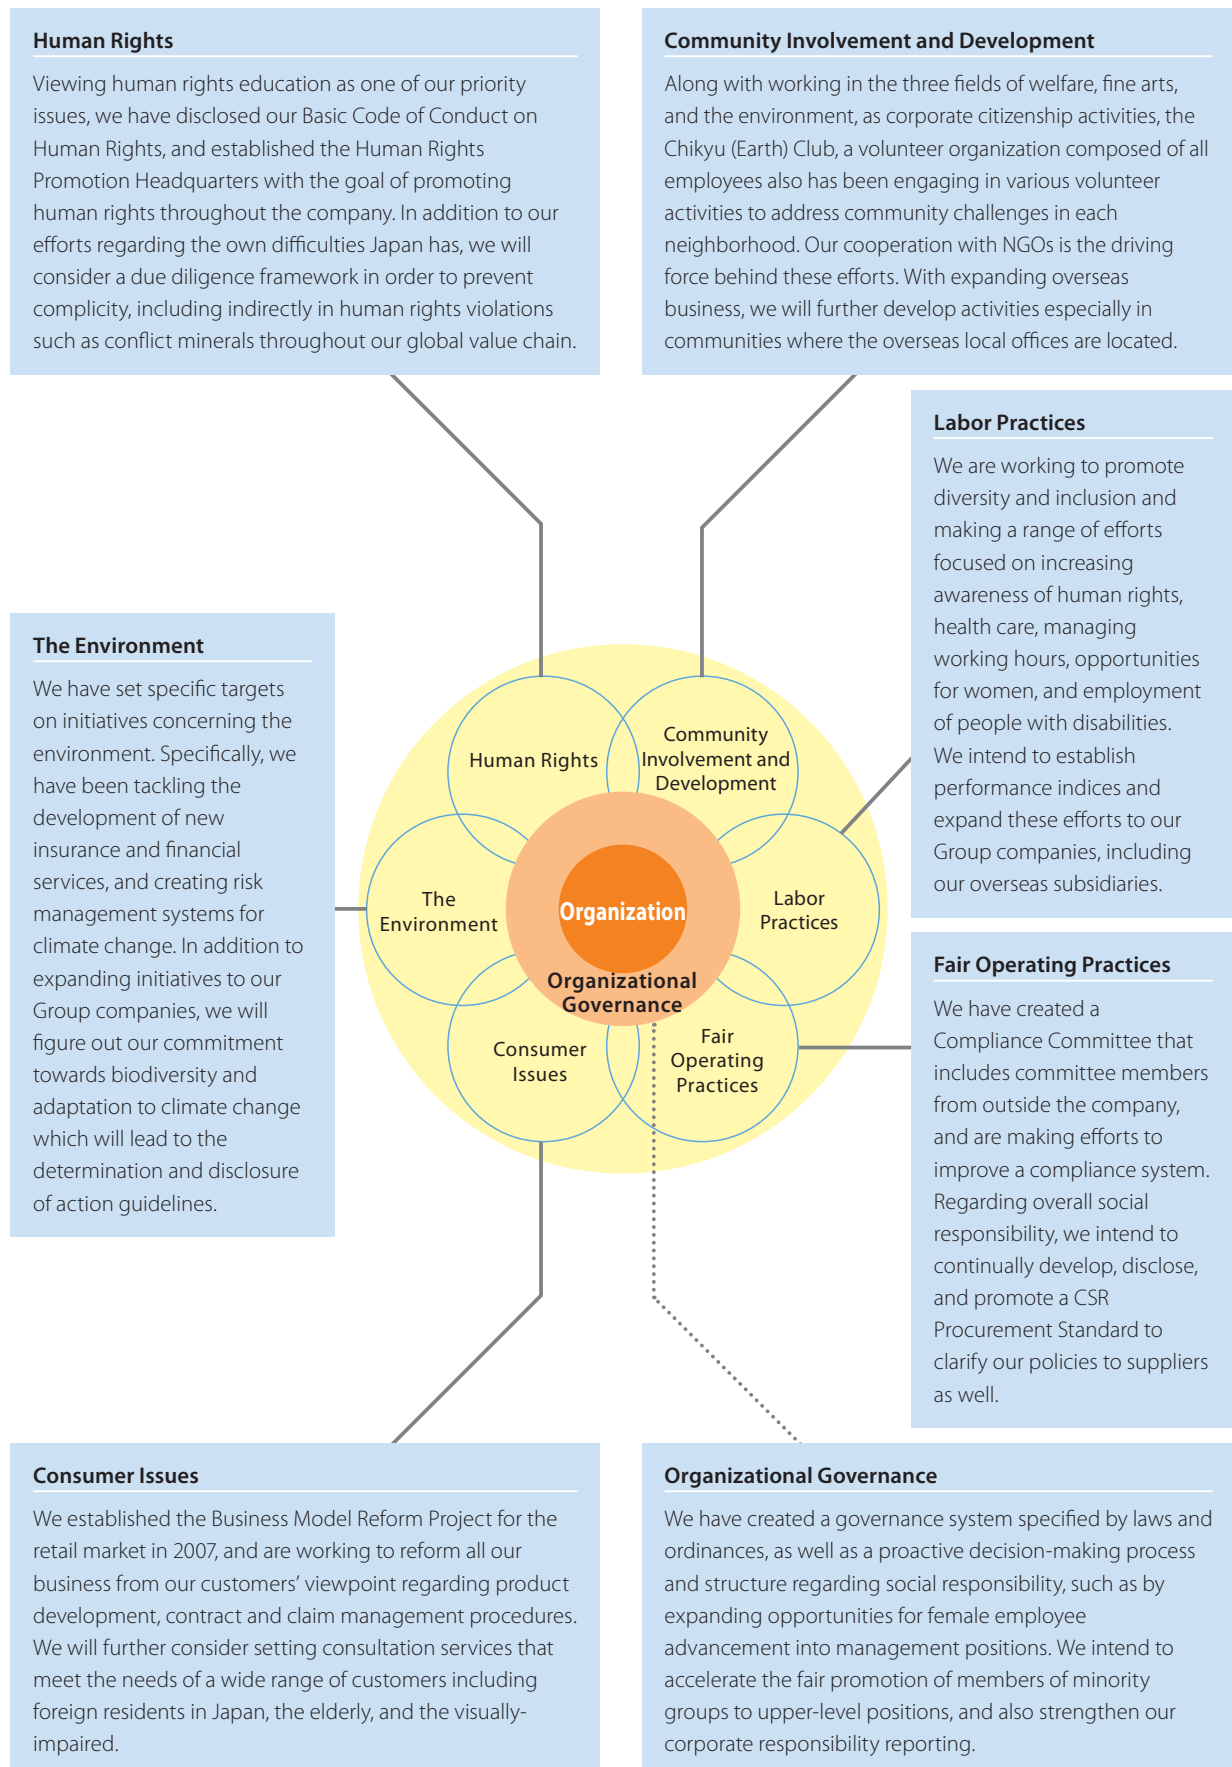 Human Rights
Viewing human rights education as one of our priority
issues, we have disclosed our Basic Code of Conduct on
Human Rights, and established the Human Rights
Promotion Headquarters with the goal of promoting
human rights throughout the company. In addition to our
efforts regarding the own difficulties Japan has, we will
consider a due diligence framework in order to prevent
complicity, including indirectly in human rights violations
such as conflict minerals throughout our global value chain.
Community Involvement and Development
Along with working in the three fields of welfare, fine arts,
and the environment, as corporate citizenship activities, the
Chikyu (Earth) Club, a volunteer organization composed of all
employees also has been engaging in various volunteer
activities to address community challenges in each
neighborhood. Our cooperation with NGOs is the driving
force behind these efforts. With expanding overseas
business, we will further develop activities especially in
communities where the overseas local offices are located.
Labor Practices
We are working to promote
diversity and inclusion and
making a range of efforts
focused on increasing
awareness of human rights,
health care, managing
working hours, opportunities
for women, and employment
of people with disabilities.
We intend to establish
performance indices and
expand these efforts to our
Group companies, including
our overseas subsidiaries.
The Environment
We have set specific targets
on initiatives concerning the
environment. Specifically, we
have been tackling the
development of new
insurance and financial
services, and creating risk
management systems for
climate change. In addition to
expanding initiatives to our
Group companies, we will
figure out our commitment
towards biodiversity and
adaptation to climate change
which will lead to the
determination and disclosure
of action guidelines.
Human Rights
Community
Involvement and
Development
The
Environment
Organization
Labor
Practices
Organizational
Governance
Consumer
Issues
Fair
Operating
Practices
Fair Operating Practices
We have created a
Compliance Committee that
includes committee members
from outside the company,
and are making efforts to
improve a compliance system.
Regarding overall social
responsibility, we intend to
continually develop, disclose,
and promote a CSR
Procurement Standard to
clarify our policies to suppliers
as well.
Consumer Issues
We established the Business Model Reform Project for the
retail market in 2007, and are working to reform all our
business from our customers’ viewpoint regarding product
development, contract and claim management procedures.
We will further consider setting consultation services that
meet the needs of a wide range of customers including
foreign residents in Japan, the elderly, and the visually-
impaired.
Organizational Governance
We have created a governance system specified by laws and
ordinances, as well as a proactive decision-making process
and structure regarding social responsibility, such as by
expanding opportunities for female employee
advancement into management positions. We intend to
accelerate the fair promotion of members of minority
groups to upper-level positions, and also strengthen our
corporate responsibility reporting.